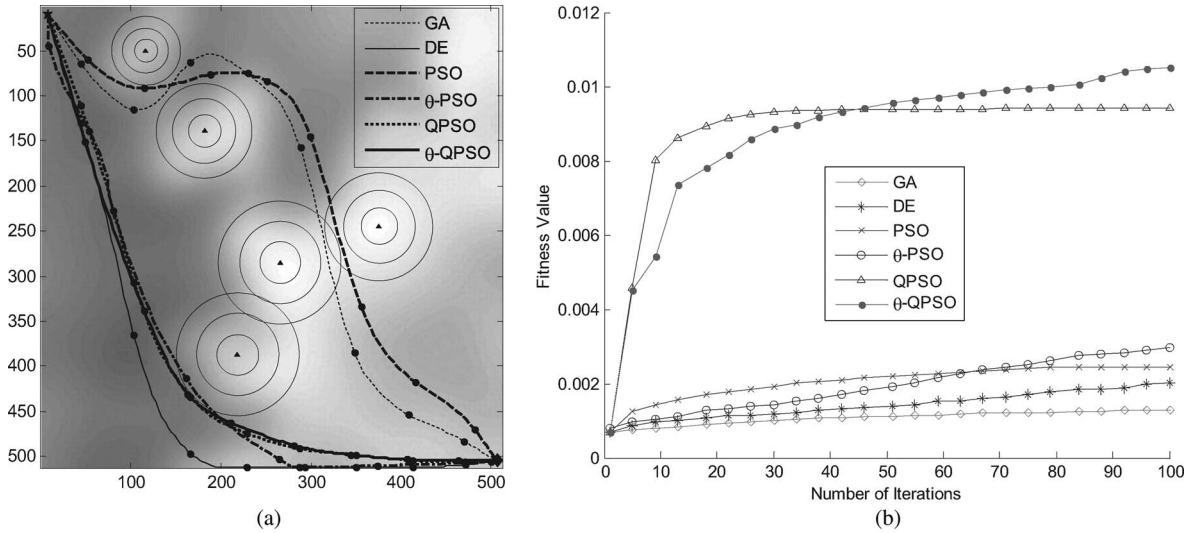 50
100
150
200
250
300
350
400
450
500
100
200
300
400
500
GA
DE
PSO
θ-PSO
QPSO
θ-QPSO
(a)
0.012
0.01
0.008
0.006
0.004
0.002
0
Fitness Value
GA
DE
PSO
θ-PSO
QPSO
θ-QPSO
0
10
20
30
40
50
60
70
80
90
100
Number of Iterations
(b)